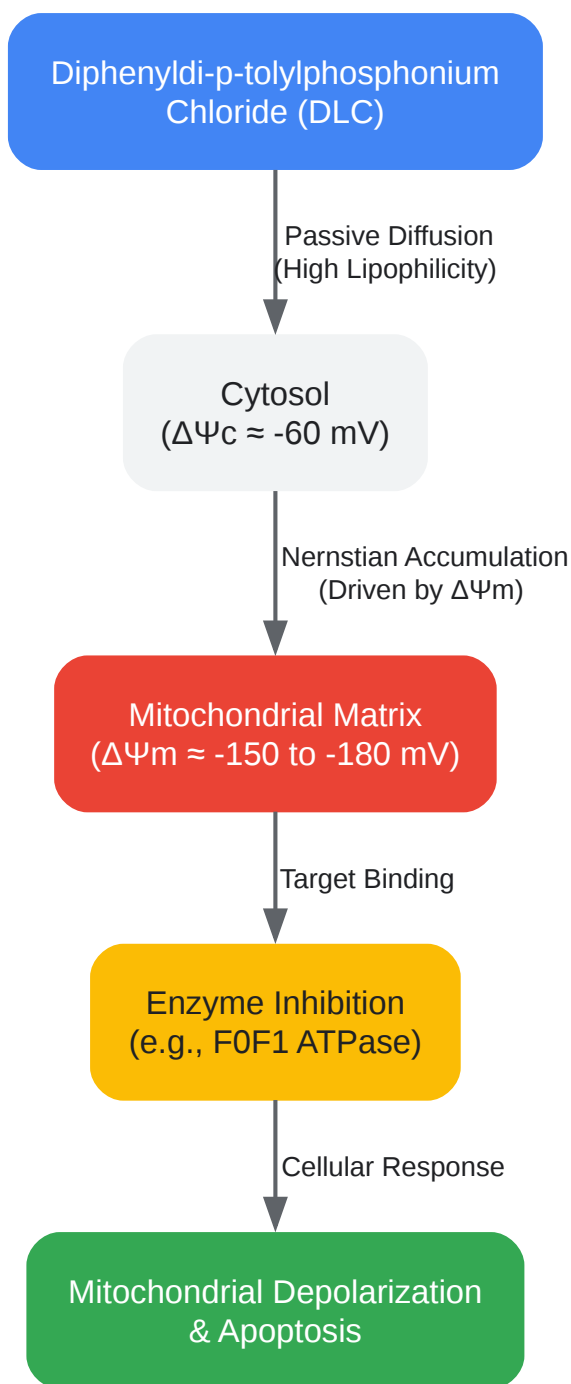 Diphenyldi-p-tolylphosphonium
Chloride (DLC)
Passive Diffusion
(High Lipophilicity)
Cytosol
(ΔΨc ≈ -60 mV)
Nernstian Accumulation
(Driven by ΔΨm)
Mitochondrial Matrix
(ΔΨm ≈ -150 to -180 mV)
Target Binding
Enzyme Inhibition
(e.g., F0F1 ATPase)
Cellular Response
Mitochondrial Depolarization
& Apoptosis